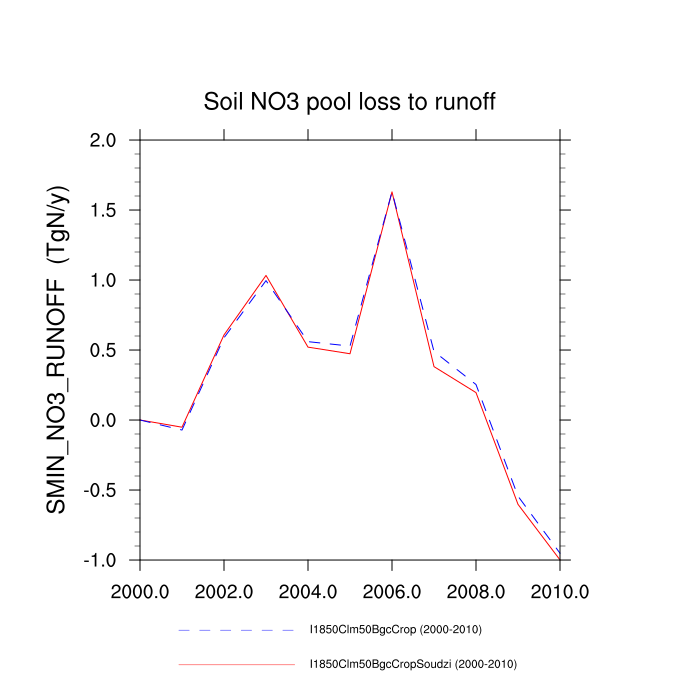 Soil NO3 pool loss to runoff
SMIN_NO3_RUNOFF (TgN/y)
2.0
1.5
1.0
0.5
0.0
-0.5
-1.0
2000.0 2002.0 2004.0 2006.0 2008.0 2010.0
I1850Clm50BgcCrop (2000-2010)
I1850Clm50BgcCropSoudzi (2000-2010)